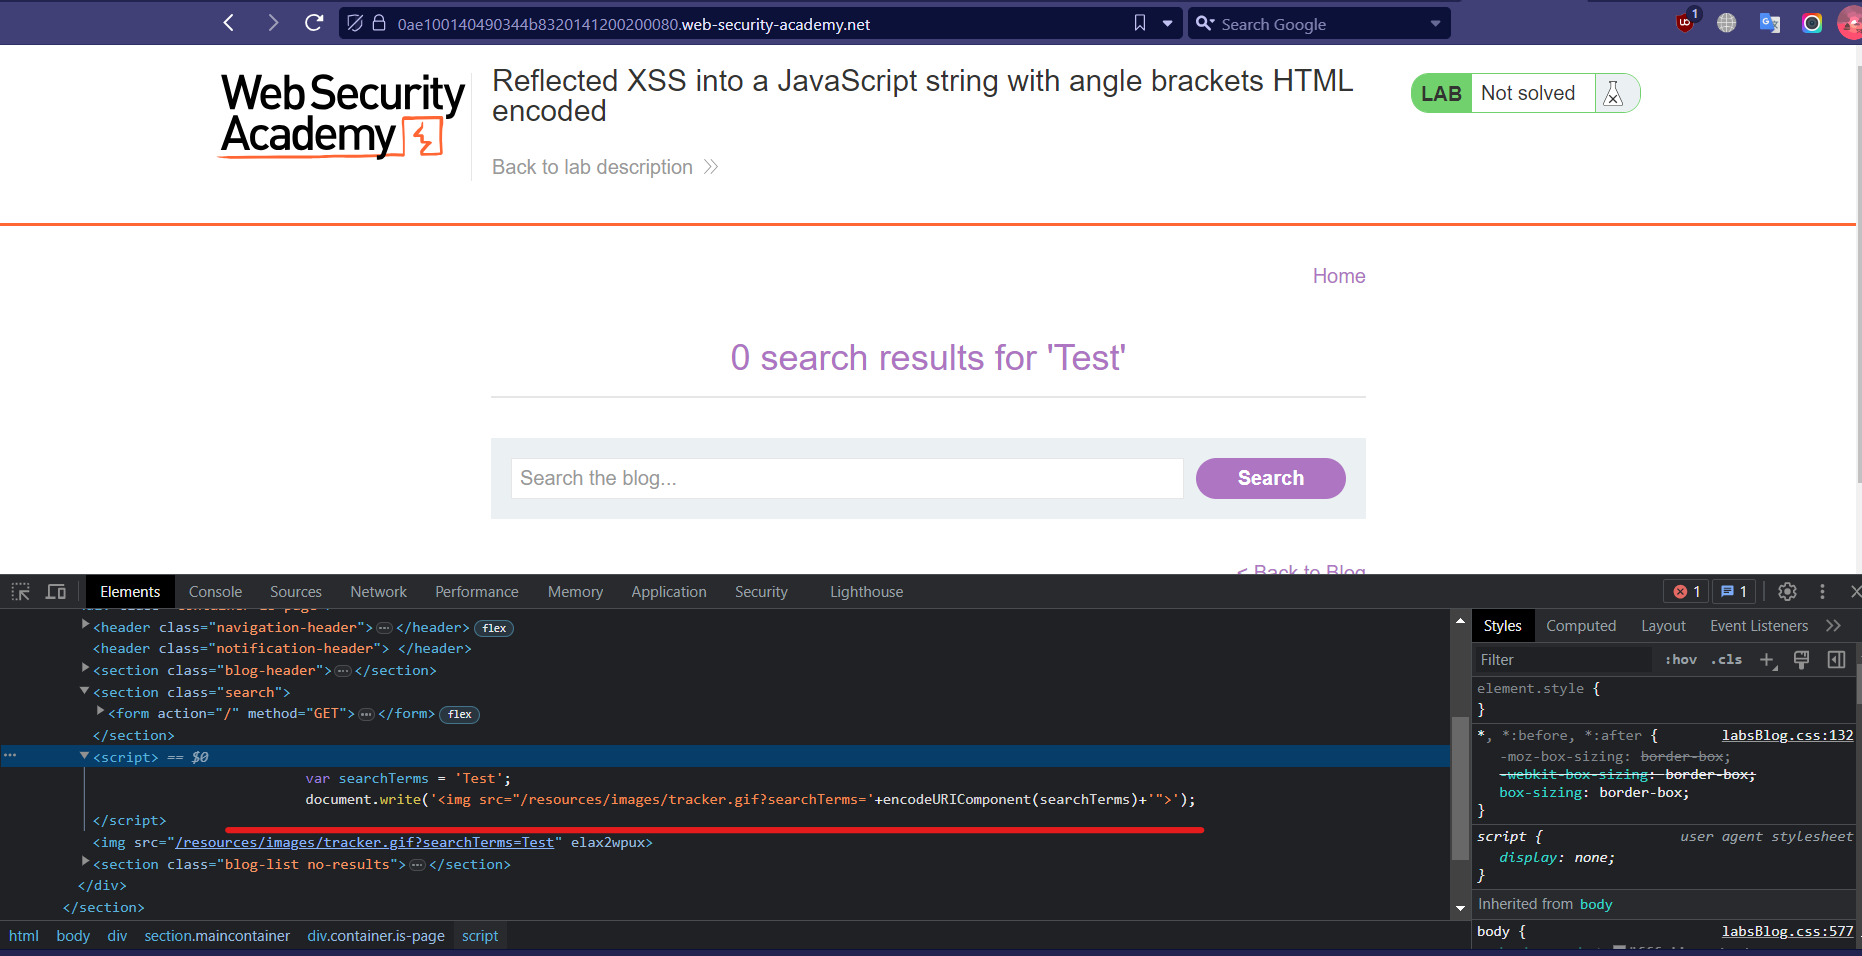 0ae100140490344b8320141200200080.web-security-academy.net
Search Google
1
Web Security
Academy
Reflected XSS into a JavaScript string with angle brackets HTML
encoded
LAB
Not solved
Back to lab description
Home
0 search results for 'Test'
Search the blog...
Search
< Back to Blog
Elements
Console
Sources
Network
Performance
Memory
Application
Security
Lighthouse
1
1
<header class="navigation-header">⋯</header> flex
<header class="notification-header"> </header>
<section class="blog-header">⋯</section>
<section class="search">
<form action="/" method="GET">⋯</form> flex
</section>
<script> == $0
var searchTerms = 'Test';
document.write('<img src="/resources/images/tracker.gif?searchTerms='+encodeURIComponent(searchTerms)+'">');
</script>
<img src="/resources/images/tracker.gif?searchTerms=Test" elax2wpux>
<section class="blog-list no-results">⋯</section>
</div>
</section>
html
body
div
section.maincontainer
div.container.is-page
script
Styles
Computed
Layout
Event Listeners
Filter
:hov
.cls
element.style {
}
*, *:before, *:after {
labsBlog.css:132
-moz-box-sizing: border-box;
-webkit-box-sizing: border-box;
box-sizing: border-box;
}
script {
user agent stylesheet
display: none;
}
Inherited from body
body {
labsBlog.css:577